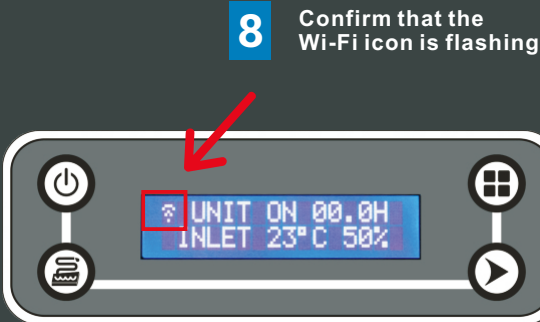 8
Confirm that the
Wi-Fi icon is flashing
UNIT ON 00.0H
INLET 23°C 50%